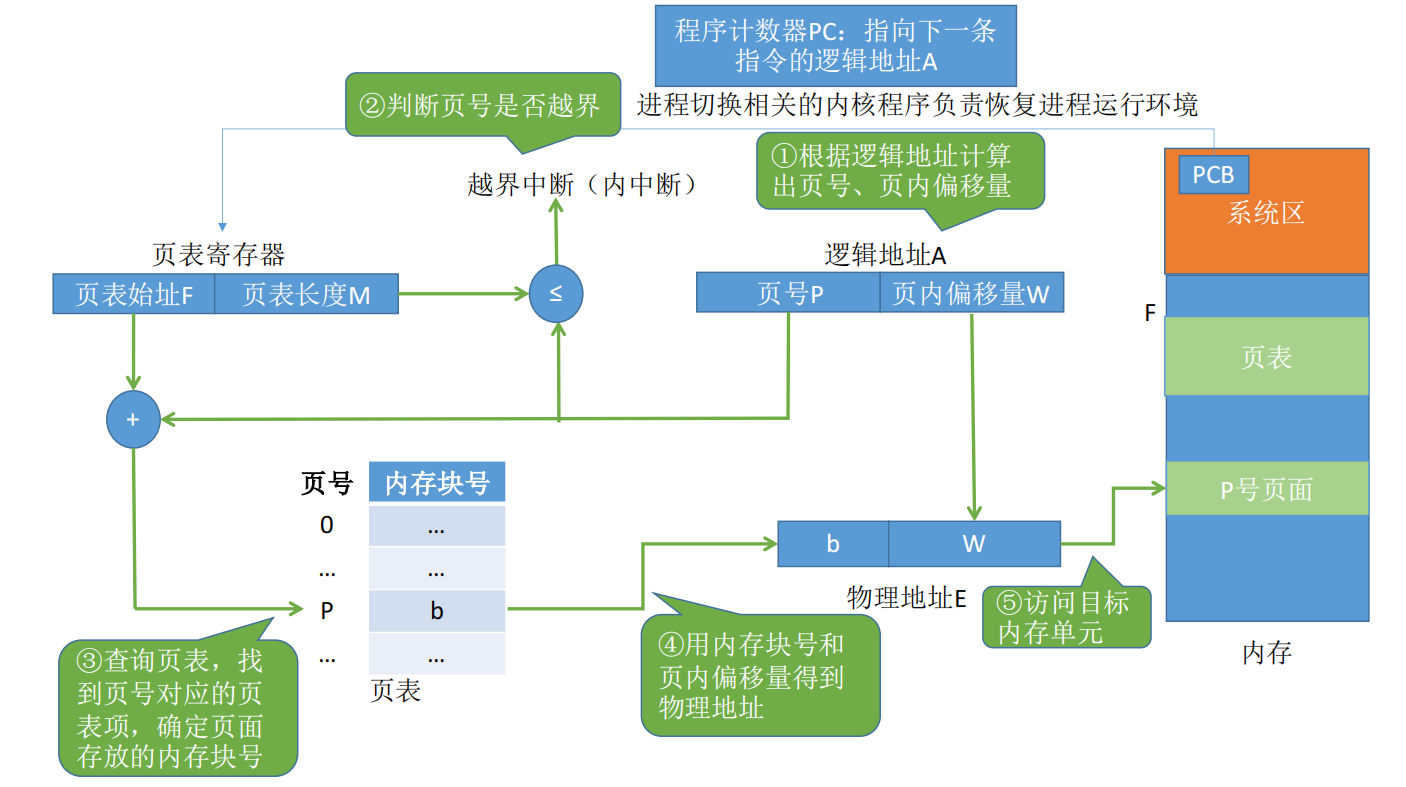 程序计数器PC：指向下一条
指令的逻辑地址A
②判断页号是否越界
进程切换相关的内核程序负责恢复进程运行环境
①根据逻辑地址计算
出页号、页内偏移量
越界中断（内中断）
PCB
系统区
页表寄存器
逻辑地址A
页表始址F
页表长度M
≤
页号P
页内偏移量W
F
页表
+
页号
内存块号
P号页面
0
...
...
...
b
W
P
b
物理地址E
⑤访问目标
内存单元
③查询页表，找
到页号对应的页
表项，确定页面
存放的内存块号
...
...
页表
④用内存块号和
页内偏移量得到
物理地址
内存